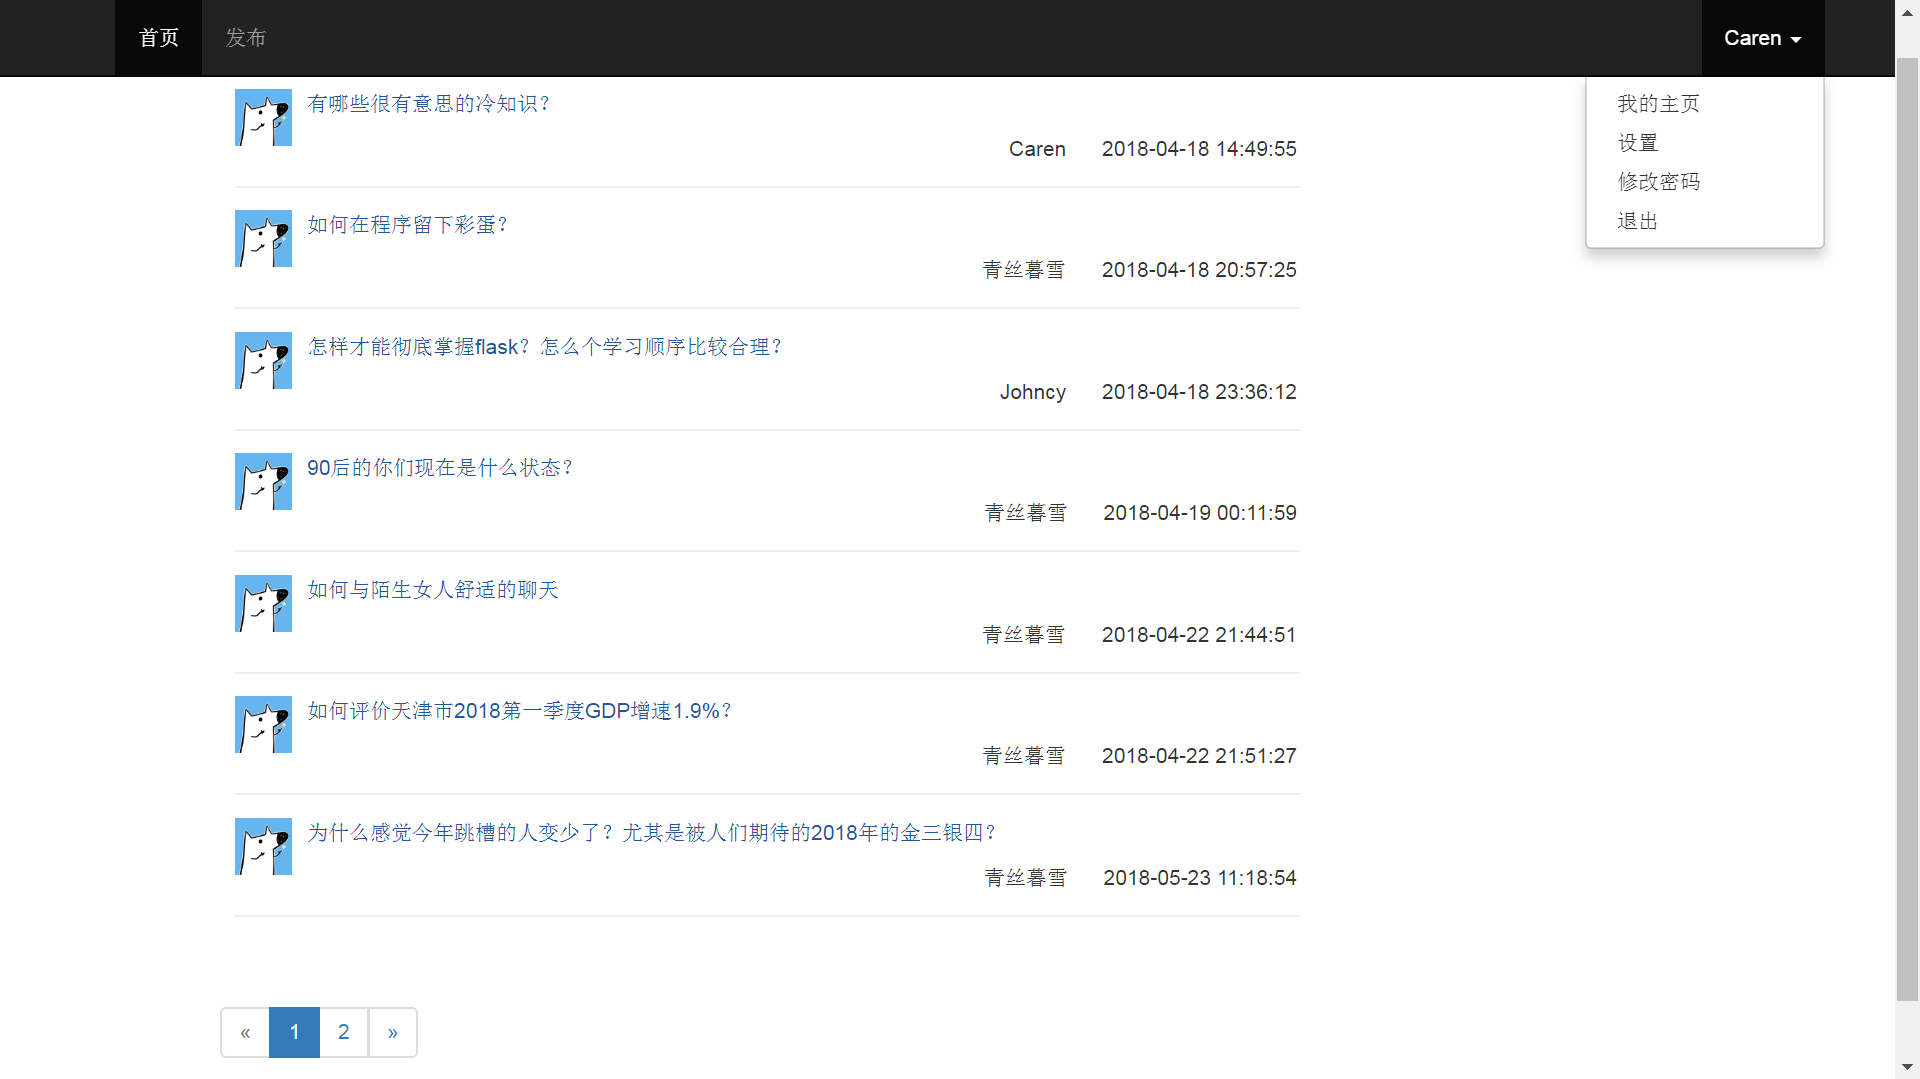 首页 发布 Caren
我的主页
设置
修改密码
退出
有哪些很有意思的冷知识？
Caren 2018-04-18 14:49:55
如何在程序留下彩蛋？
青丝暮雪 2018-04-18 20:57:25
怎样才能彻底掌握flask？怎么个学习顺序比较合理？
Johncy 2018-04-18 23:36:12
90后的你们现在是什么状态？
青丝暮雪 2018-04-19 00:11:59
如何与陌生女人舒适的聊天
青丝暮雪 2018-04-22 21:44:51
如何评价天津市2018第一季度GDP增速1.9%？
青丝暮雪 2018-04-22 21:51:27
为什么感觉今年跳槽的人变少了？尤其是被人们期待的2018年的金三银四？
青丝暮雪 2018-05-23 11:18:54
« 1 2 »